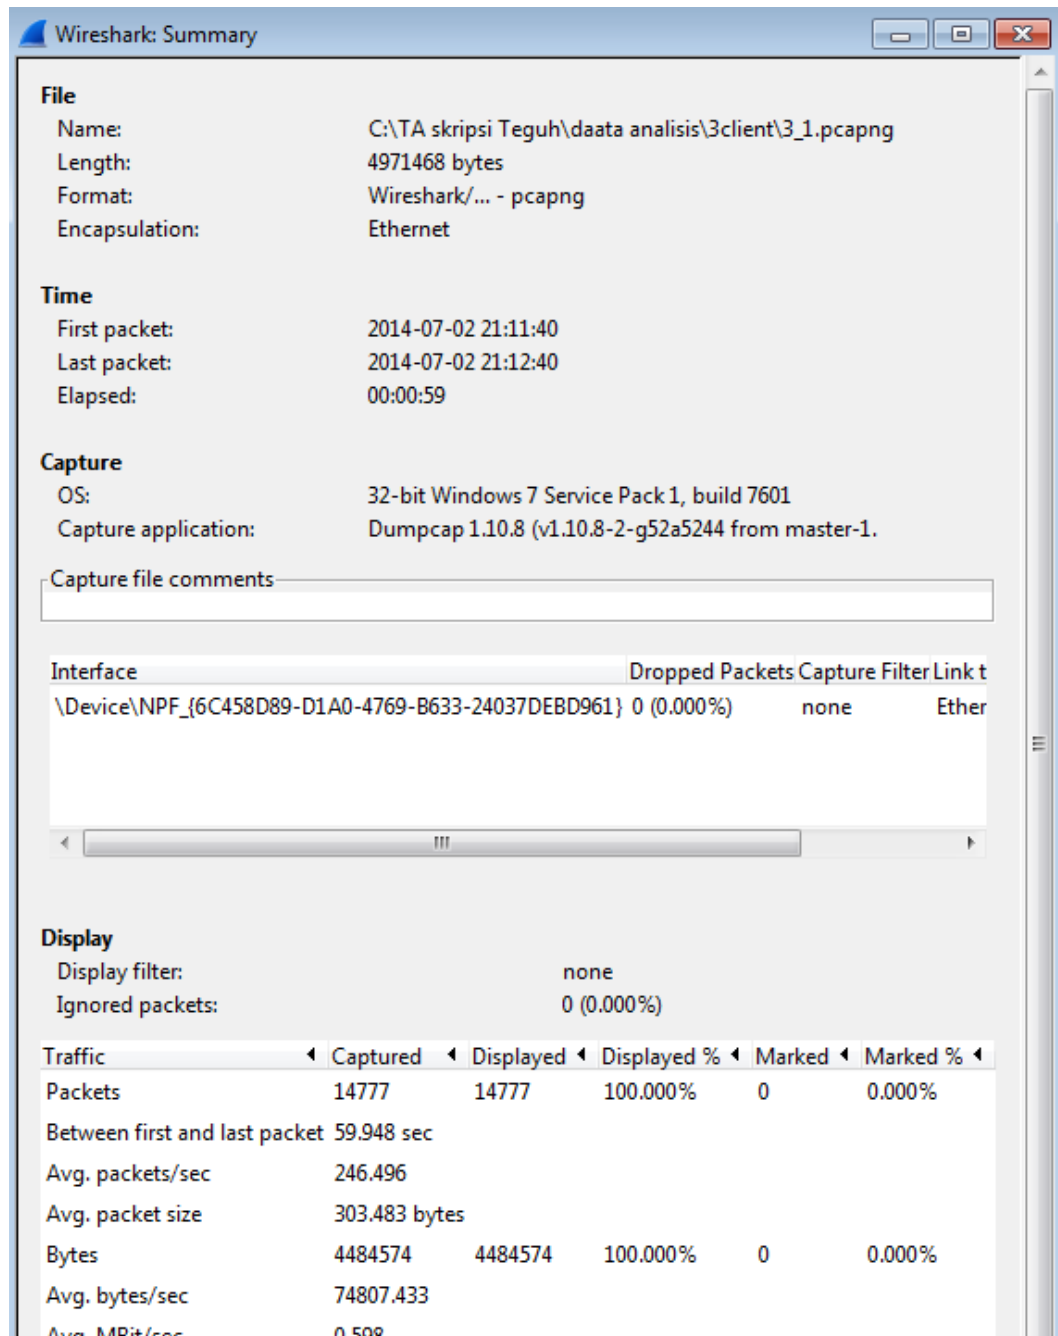 Wireshark: Summary
File
Name: C:\TA skripsi Teguh\daata analisis\3client\3_1.pcapng
Length: 4971468 bytes
Format: Wireshark/... - pcapng
Encapsulation: Ethernet
Time
First packet: 2014-07-02 21:11:40
Last packet: 2014-07-02 21:12:40
Elapsed: 00:00:59
Capture
OS: 32-bit Windows 7 Service Pack 1, build 7601
Capture application: Dumpcap 1.10.8 (v1.10.8-2-g52a5244 from master-1.
Capture file comments
Interface Dropped Packets Capture Filter Link t
\Device\NPF_{6C458D89-D1A0-4769-B633-24037DEBD961} 0 (0.000%) none Ether
Display
Display filter: none
Ignored packets: 0 (0.000%)
Traffic Captured Displayed Displayed % Marked Marked %
Packets 14777 14777 100.000% 0 0.000%
Between first and last packet 59.948 sec
Avg. packets/sec 246.496
Avg. packet size 303.483 bytes
Bytes 4484574 4484574 100.000% 0 0.000%
Avg. bytes/sec 74807.433
Avg. MBit/sec 0.598